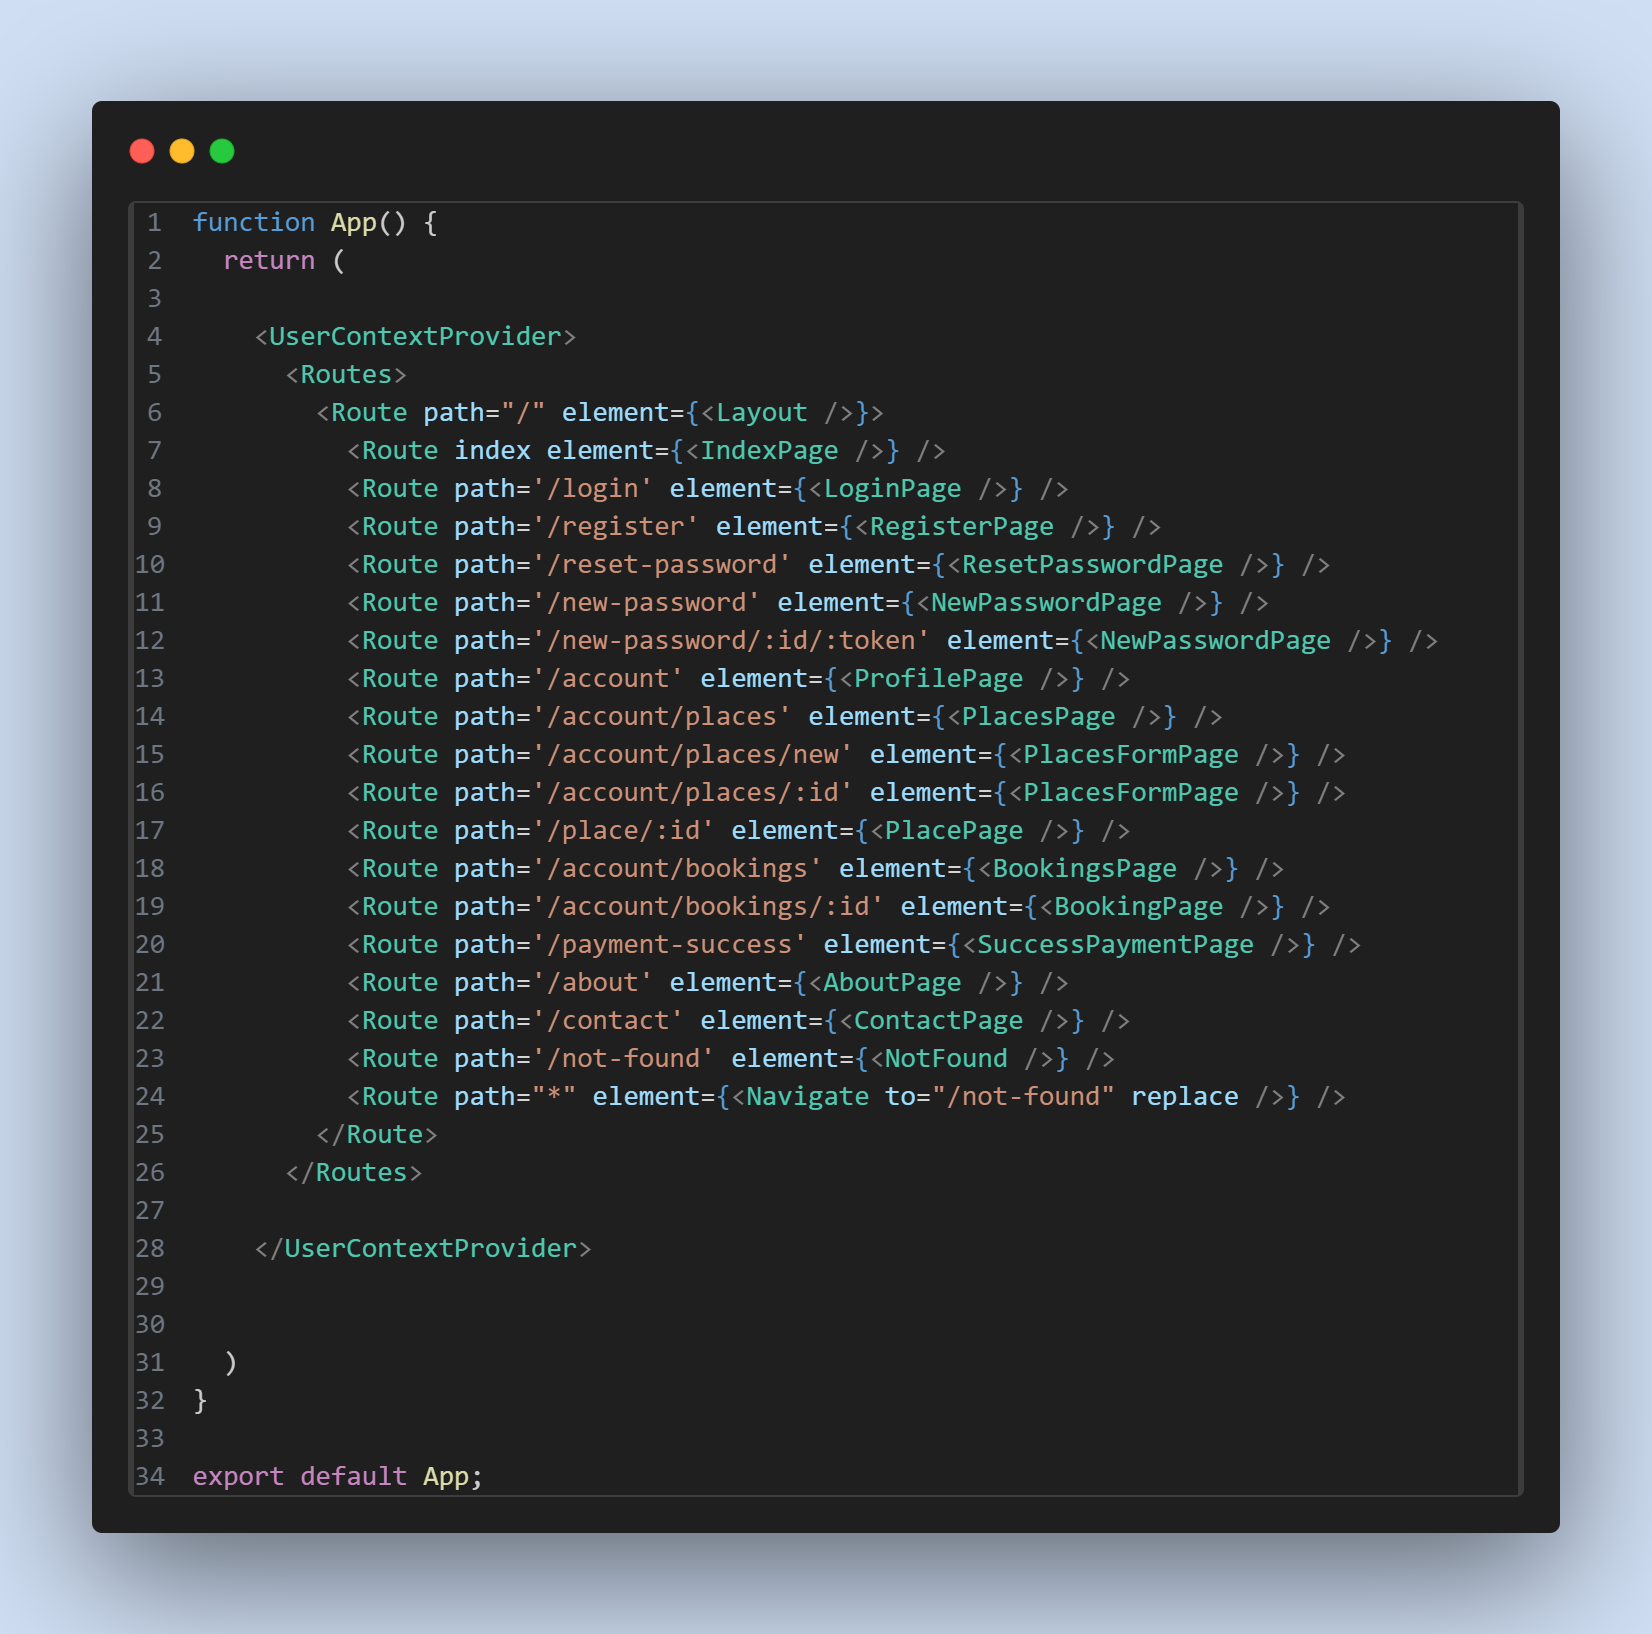 1 function App() {
2   return (
3
4     <UserContextProvider>
5       <Routes>
6         <Route path="/" element={<Layout />}>
7           <Route index element={<IndexPage />} />
8           <Route path='/login' element={<LoginPage />} />
9           <Route path='/register' element={<RegisterPage />} />
10           <Route path='/reset-password' element={<ResetPasswordPage />} />
11           <Route path='/new-password' element={<NewPasswordPage />} />
12           <Route path='/new-password/:id/:token' element={<NewPasswordPage />} />
13           <Route path='/account' element={<ProfilePage />} />
14           <Route path='/account/places' element={<PlacesPage />} />
15           <Route path='/account/places/new' element={<PlacesFormPage />} />
16           <Route path='/account/places/:id' element={<PlacesFormPage />} />
17           <Route path='/place/:id' element={<PlacePage />} />
18           <Route path='/account/bookings' element={<BookingsPage />} />
19           <Route path='/account/bookings/:id' element={<BookingPage />} />
20           <Route path='/payment-success' element={<SuccessPaymentPage />} />
21           <Route path='/about' element={<AboutPage />} />
22           <Route path='/contact' element={<ContactPage />} />
23           <Route path='/not-found' element={<NotFound />} />
24           <Route path="*" element={<Navigate to="/not-found" replace />} />
25         </Route>
26       </Routes>
27
28     </UserContextProvider>
29
30
31   )
32 }
33
34 export default App;